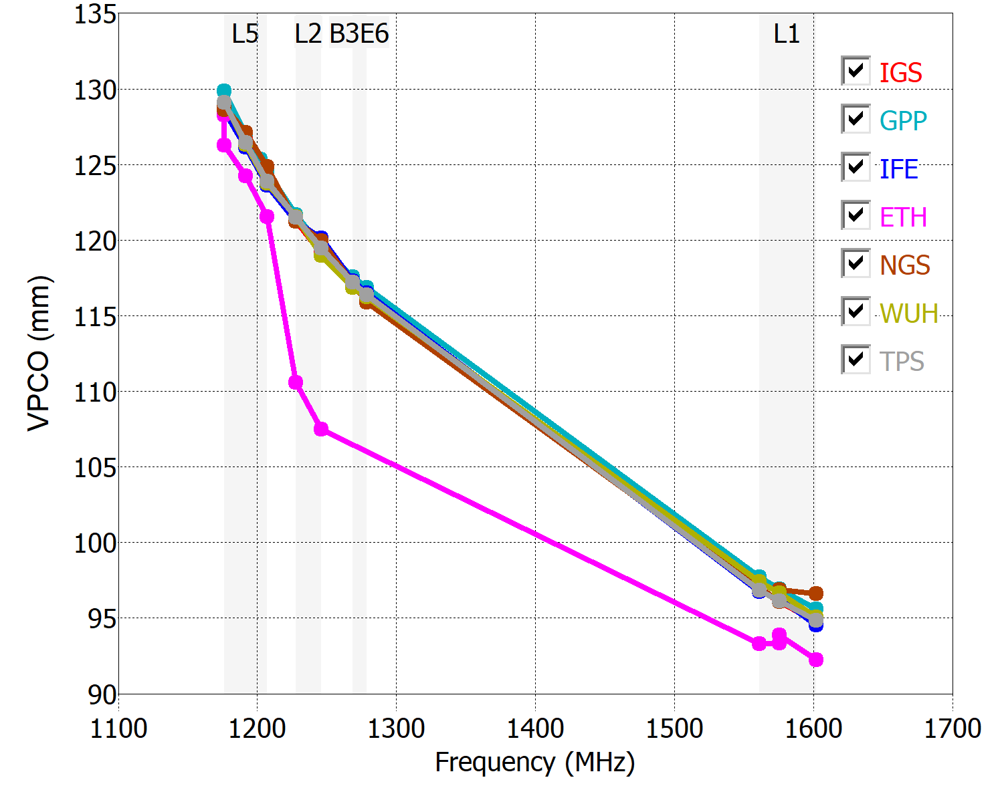 135
L5 L2 B3E6 L1
IGS
130
GPP
125
IFE
ETH
120
NGS
115
WUH
TPS
110
105
100
95
90
VPCO (mm)
1100 1200 1300 1400 1500 1600 1700
Frequency (MHz)